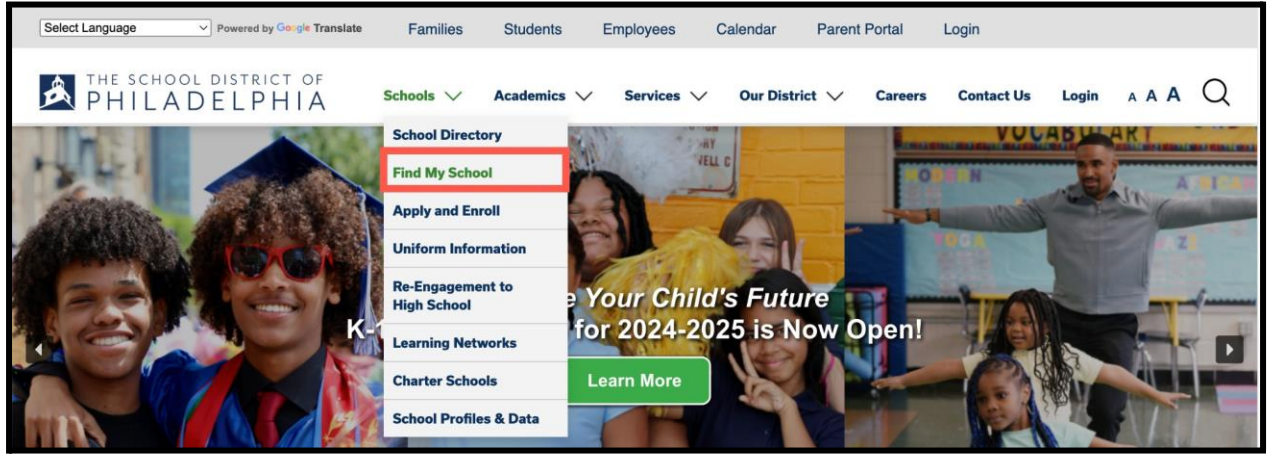 Select Language Powered by Google Translate Families Students Employees Calendar Parent Portal Login
THE SCHOOL DISTRICT OF
PHILADELPHIA
Schools Academics Services Our District Careers Contact Us Login A A A
School Directory
Find My School
Apply and Enroll
Uniform Information
Re-Engagement to
High School
Learning Networks
Charter Schools
School Profiles & Data
Your Child's Future
for 2024-2025 is Now Open!
Learn More
VOCABULARY
YOGA